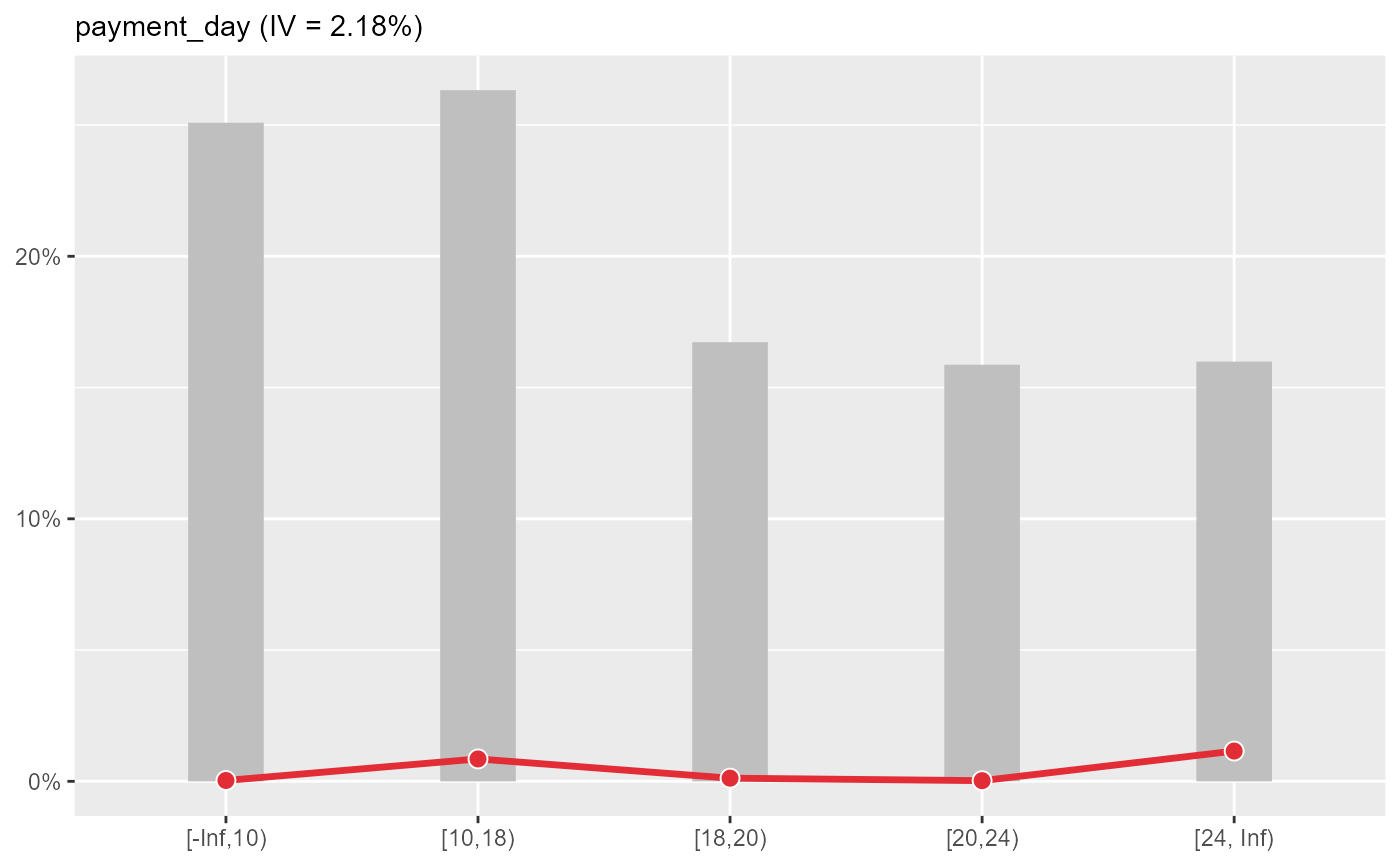 payment_day (IV = 2.18%)
20%
10%
0%
[-Inf,10)
[10,18)
[18,20)
[20,24)
[24, Inf)